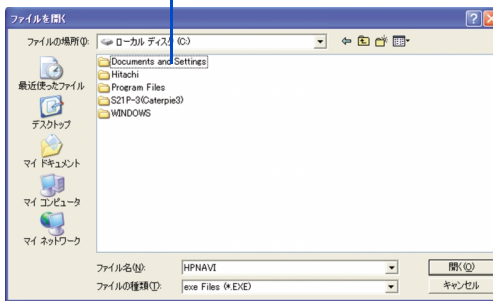 ファイルを開く
ファイルの場所(I): ローカル ディスク (C:)
最近使ったファイル
デスクトップ
マイ ドキュメント
マイ コンピュータ
マイ ネットワーク
Documents and Settings
Hitachi
Program Files
S21P-3(Caterpie3)
WINDOWS
ファイル名(N): HPNAVI 開く(O)
ファイルの種類(T): exe Files (*.EXE) キャンセル